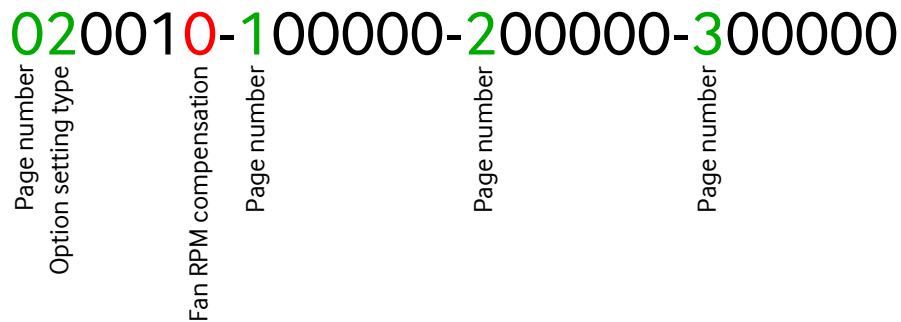 020010-100000-200000-300000
Page number
Option setting type
Fan RPM compensation
Page number
Page number
Page number